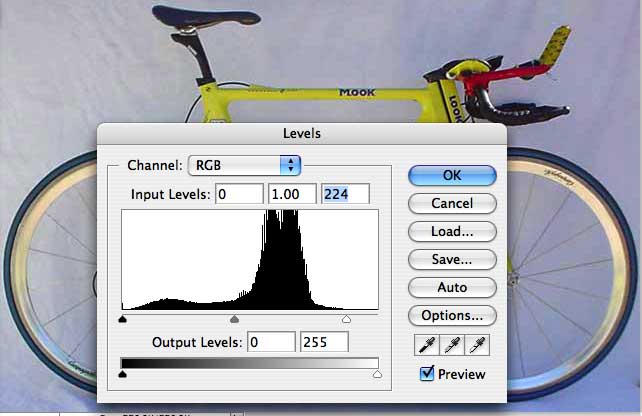 MOOK
LOOK
Levels
Channel: RGB
Input Levels: 0 1.00 224
Output Levels: 0 255
OK
Cancel
Load...
Save...
Auto
Options...
Preview